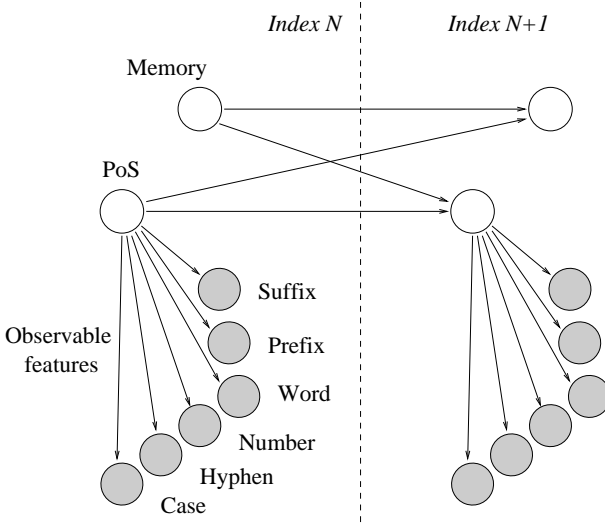 Index N
Index N+1
Memory
PoS
Suffix
Observable
features
Prefix
Word
Number
Hyphen
Case